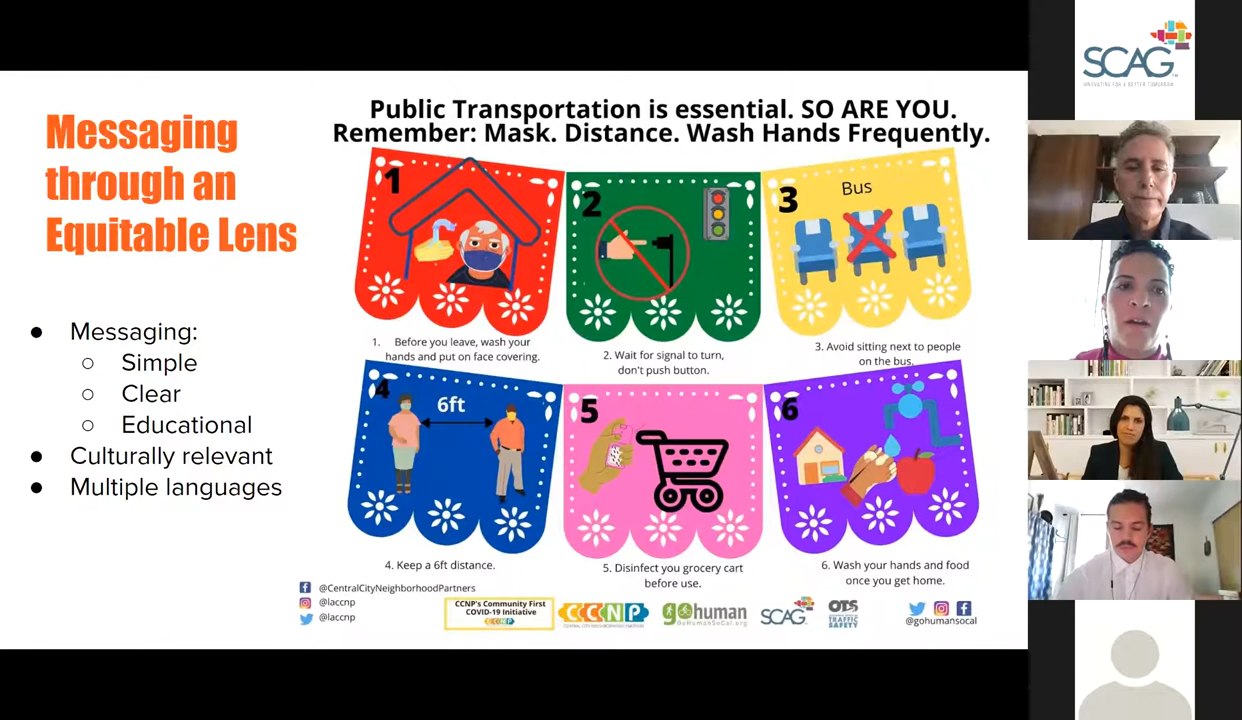 Messaging
through an
Equitable Lens
● Messaging:
○ Simple
○ Clear
○ Educational
● Culturally relevant
● Multiple languages
Public Transportation is essential. SO ARE YOU.
Remember: Mask. Distance. Wash Hands Frequently.
1
2
3
Bus
1. Before you leave, wash your
hands and put on face covering.
2. Wait for signal to turn,
don't push button.
3. Avoid sitting next to people
on the bus.
4
6ft
5
6
4. Keep a 6ft distance.
5. Disinfect you grocery cart
before use.
6. Wash your hands and food
once you get home.
@CentralCityNeighborhoodPartners
@laccnp
@laccnp
CCNP's Community First
COVID-19 Initiative
CCNP
CCNP
CENTRAL CITY NEIGHBORHOOD PARTNERS
gohuman
GoHumanSoCal.org
SCAG
OTS
TRAFFIC
SAFETY
@gohumansocal
SCAG
INNOVATING FOR A BETTER TOMORROW